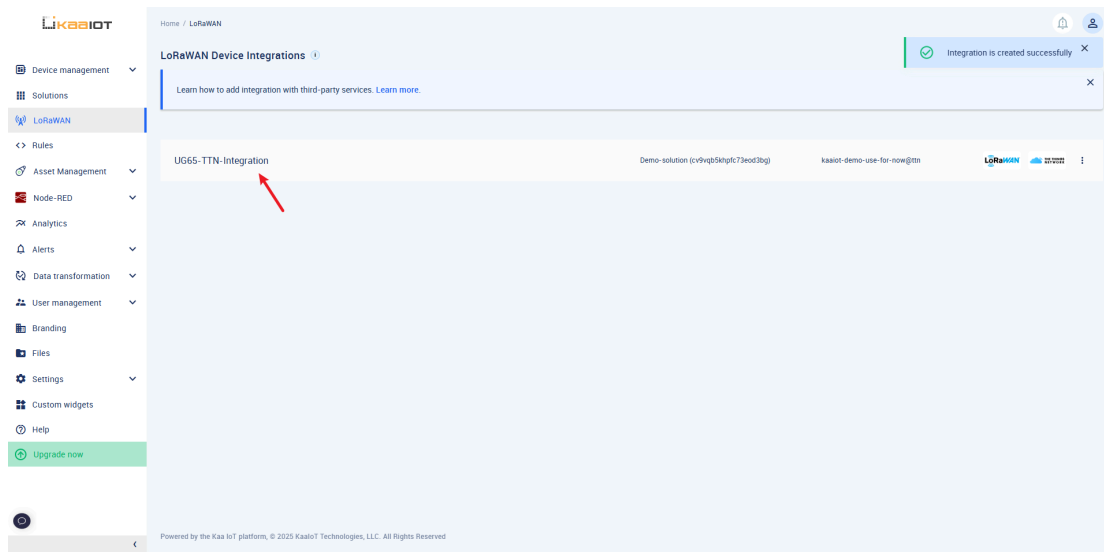 KaaIOT
Home / LoRaWAN
Integration is created successfully
LoRaWAN Device Integrations
Learn how to add integration with third-party services. Learn more.
Device management
Solutions
LoRaWAN
Rules
Asset Management
Node-RED
Analytics
Alerts
Data transformation
User management
Branding
Files
Settings
Custom widgets
Help
Upgrade now
UG65-TTN-Integration
Demo-solution (cv9vqb5khpfc73eod3bg)
kaaiot-demo-use-for-now@ttn
LoRaWAN
THE THINGS
NETWORK
Powered by the Kaa IoT platform, © 2025 KaaIoT Technologies, LLC. All Rights Reserved